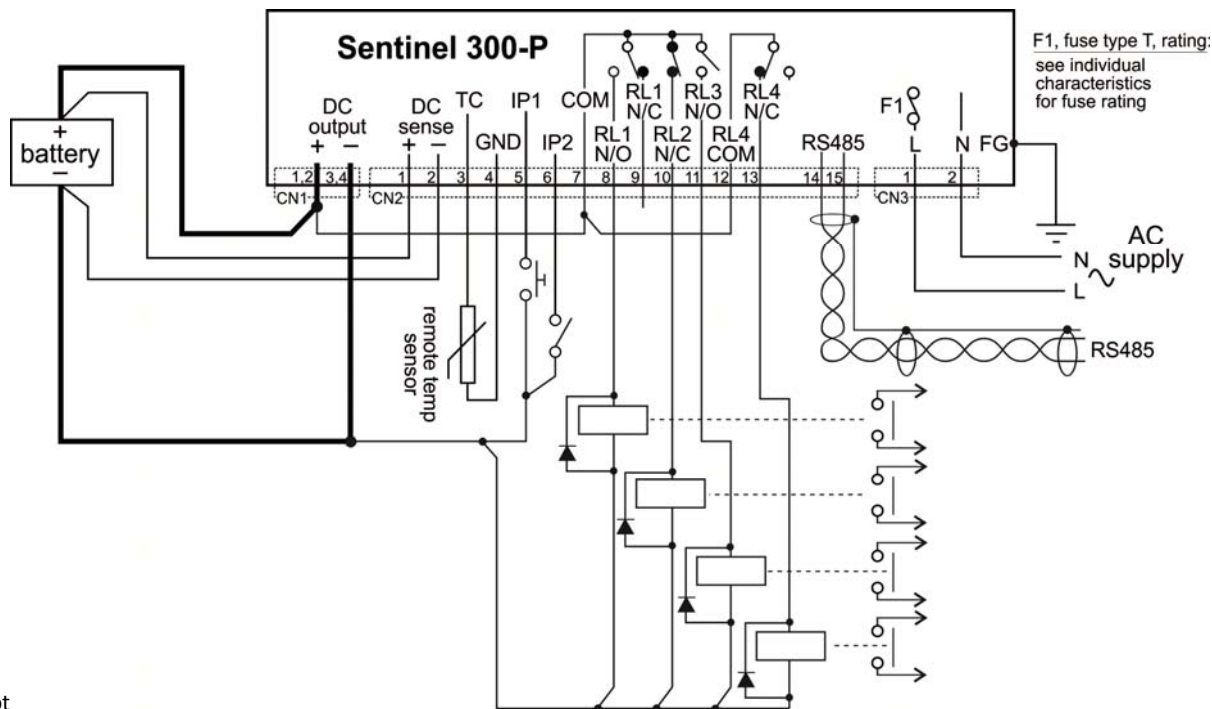 Sentinel 300-P
F1, fuse type T, rating:
see individual
characteristics
for fuse rating
DC
output
+ −
DC
sense
+ −
TC
GND
IP1
IP2
COM
RL1
N/O
RL1
N/C
RL2
N/C
RL3
N/O
RL4
COM
RL4
N/C
RS485
F1
L
N
FG
+
battery
−
1,2 3,4
CN1
1 2 3 4 5 6 7 8 9 10 11 12 13 14 15
CN2
1 2
CN3
AC
supply
N
L
RS485
remote temp
sensor
ot